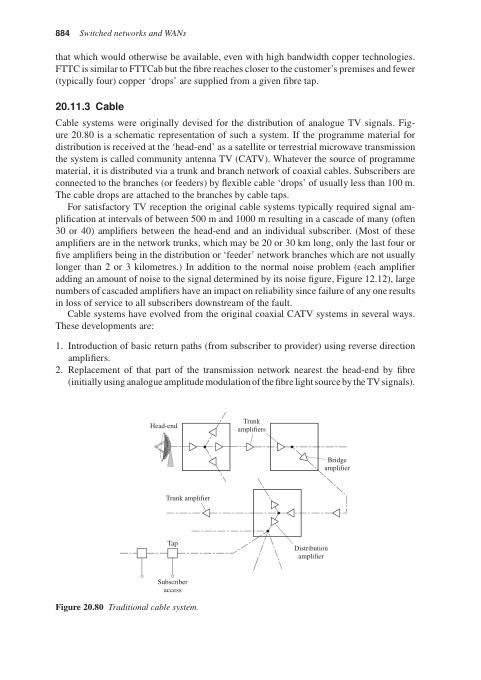 884 Switched networks and WANs
that which would otherwise be available, even with high bandwidth copper technologies.
FTTC is similar to FTTCab but the fibre reaches closer to the customer's premises and fewer
(typically four) copper 'drops' are supplied from a given fibre tap.
20.11.3 Cable
Cable systems were originally devised for the distribution of analogue TV signals. Fig-
ure 20.80 is a schematic representation of such a system. If the programme material for
distribution is received at the 'head-end' as a satellite or terrestrial microwave transmission
the system is called community antenna TV (CATV). Whatever the source of programme
material, it is distributed via a trunk and branch network of coaxial cables. Subscribers are
connected to the branches (or feeders) by flexible cable 'drops' of usually less than 100 m.
The cable drops are attached to the branches by cable taps.
For satisfactory TV reception the original cable systems typically required signal am-
plification at intervals of between 500 m and 1000 m resulting in a cascade of many (often
30 or 40) amplifiers between the head-end and an individual subscriber. (Most of these
amplifiers are in the network trunks, which may be 20 or 30 km long, only the last four or
five amplifiers being in the distribution or 'feeder' network branches which are not usually
longer than 2 or 3 kilometres.) In addition to the normal noise problem (each amplifier
adding an amount of noise to the signal determined by its noise figure, Figure 12.12), large
numbers of cascaded amplifiers have an impact on reliability since failure of any one results
in loss of service to all subscribers downstream of the fault.
Cable systems have evolved from the original coaxial CATV systems in several ways.
These developments are:
1. Introduction of basic return paths (from subscriber to provider) using reverse direction
amplifiers.
2. Replacement of that part of the transmission network nearest the head-end by fibre
(initially using analogue amplitude modulation of the fibre light source by the TV signals).
Head-end
Trunk
amplifiers
Bridge
amplifier
Trunk amplifier
Tap
Distribution
amplifier
Subscriber
access
Figure 20.80 Traditional cable system.